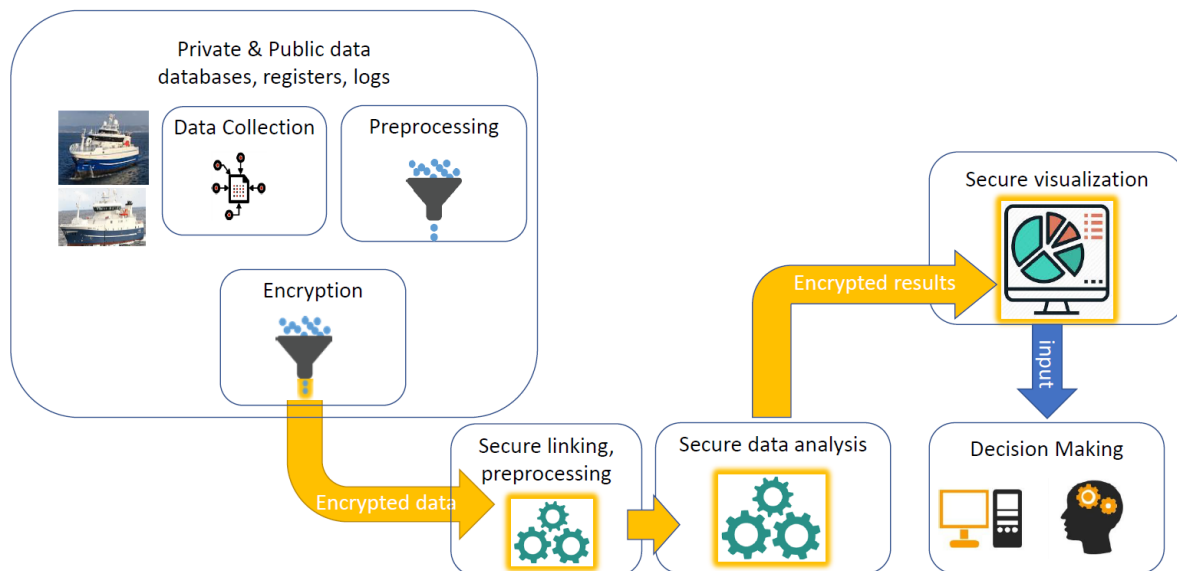 Private & Public data
databases, registers, logs
Data Collection
Preprocessing
Encryption
Encrypted data
Secure linking,
preprocessing
Secure data analysis
Encrypted results
Secure visualization
input
Decision Making